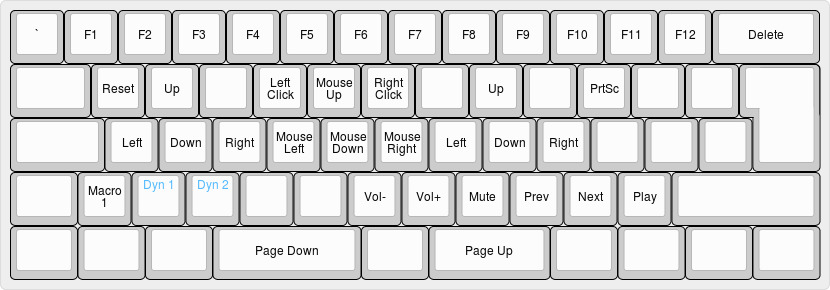 ` F1 F2 F3 F4 F5 F6 F7 F8 F9 F10 F11 F12 Delete
Reset Up Left Click Mouse Up Right Click Up PrtSc
Left Down Right Mouse Left Mouse Down Mouse Right Left Down Right
Macro 1 Dyn 1 Dyn 2 Vol- Vol+ Mute Prev Next Play
Page Down Page Up